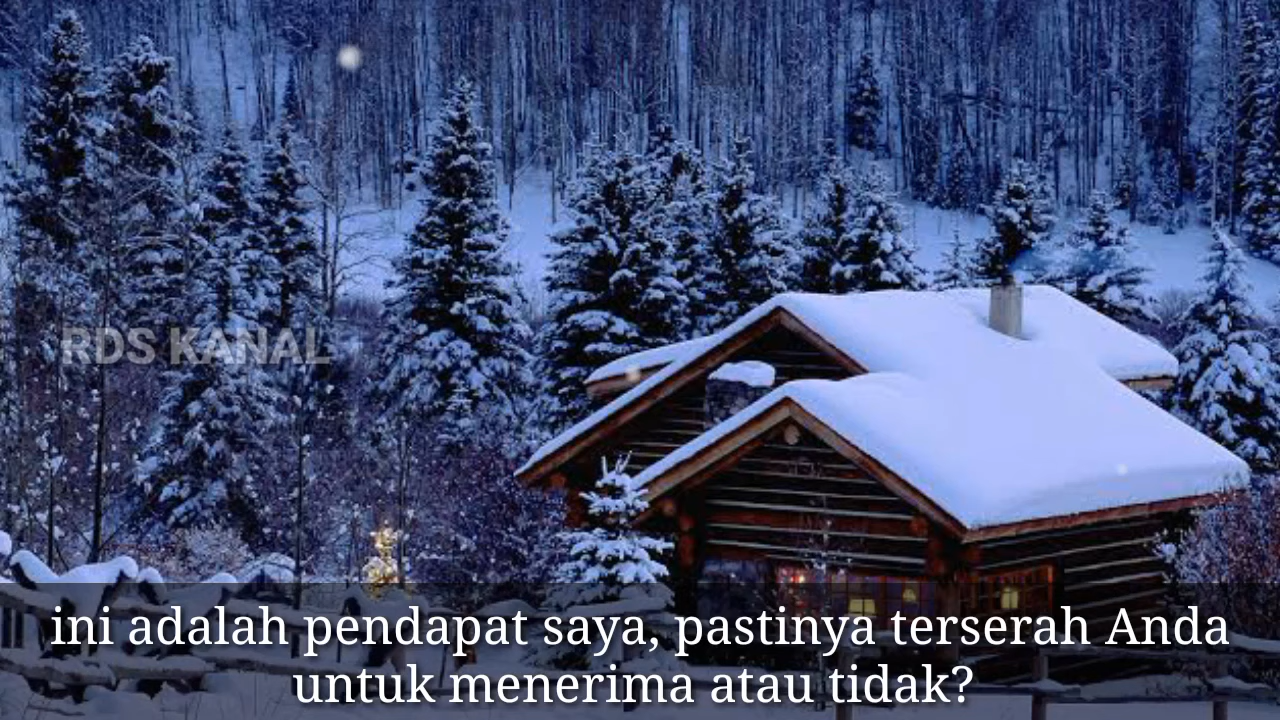 RDS KANAL
ini adalah pendapat saya, pastinya terserah Anda
untuk menerima atau tidak?